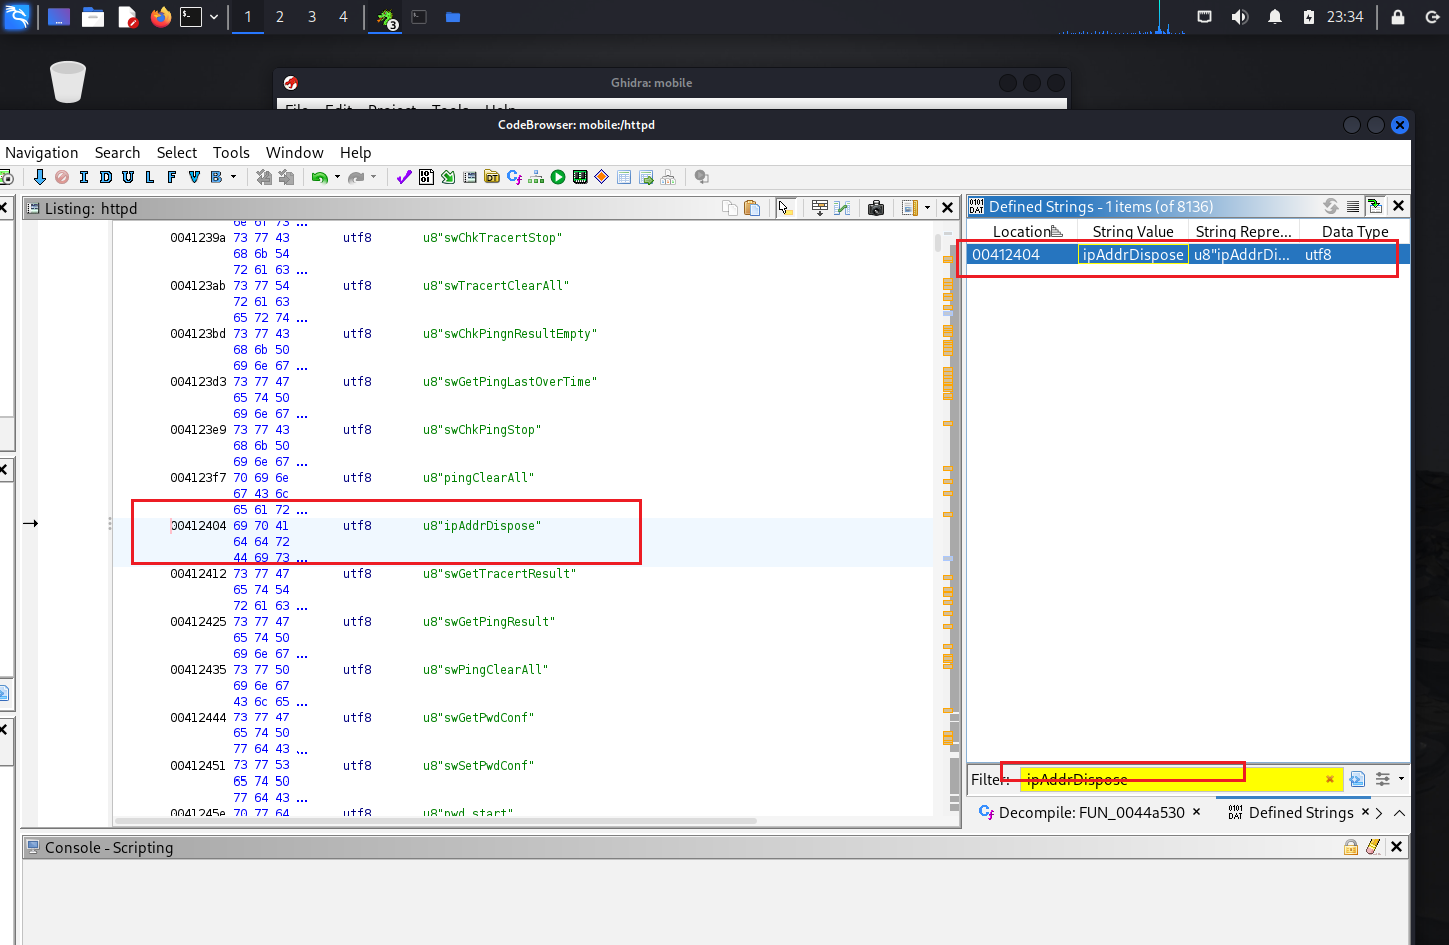 1 2 3 4
3
23:34
Ghidra: mobile
File Edit Project Tools Help
CodeBrowser: mobile:/httpd
Navigation Search Select Tools Window Help
I D U L F V B
Listing: httpd
6e 6f 73
0041239a 73 77 43 utf8 u8"swChkTracertStop"
68 6b 54
72 61 63 ...
004123ab 73 77 54 utf8 u8"swTracertClearAll"
72 61 63
65 72 74 ...
004123bd 73 77 43 utf8 u8"swChkPingnResultEmpty"
68 6b 50
69 6e 67 ...
004123d3 73 77 47 utf8 u8"swGetPingLastOverTime"
65 74 50
69 6e 67 ...
004123e9 73 77 43 utf8 u8"swChkPingStop"
68 6b 50
69 6e 67 ...
004123f7 70 69 6e utf8 u8"pingClearAll"
67 43 6c
65 61 72 ...
00412404 69 70 41 utf8 u8"ipAddrDispose"
64 64 72
44 69 73 ...
00412412 73 77 47 utf8 u8"swGetTracertResult"
65 74 54
72 61 63 ...
00412425 73 77 47 utf8 u8"swGetPingResult"
65 74 50
69 6e 67 ...
00412435 73 77 50 utf8 u8"swPingClearAll"
69 6e 67
43 6c 65 ...
00412444 73 77 47 utf8 u8"swGetPwdConf"
65 74 50
77 64 43 ...
00412451 73 77 53 utf8 u8"swSetPwdConf"
65 74 50
77 64 43 ...
0041245e 70 77 64 utf8 u8"pwd_start"
Defined Strings - 1 items (of 8136)
Location String Value String Repre... Data Type
00412404 ipAddrDispose u8"ipAddrDi... utf8
Filter: ipAddrDispose
Decompile: FUN_0044a530 × Defined Strings ×
Console - Scripting